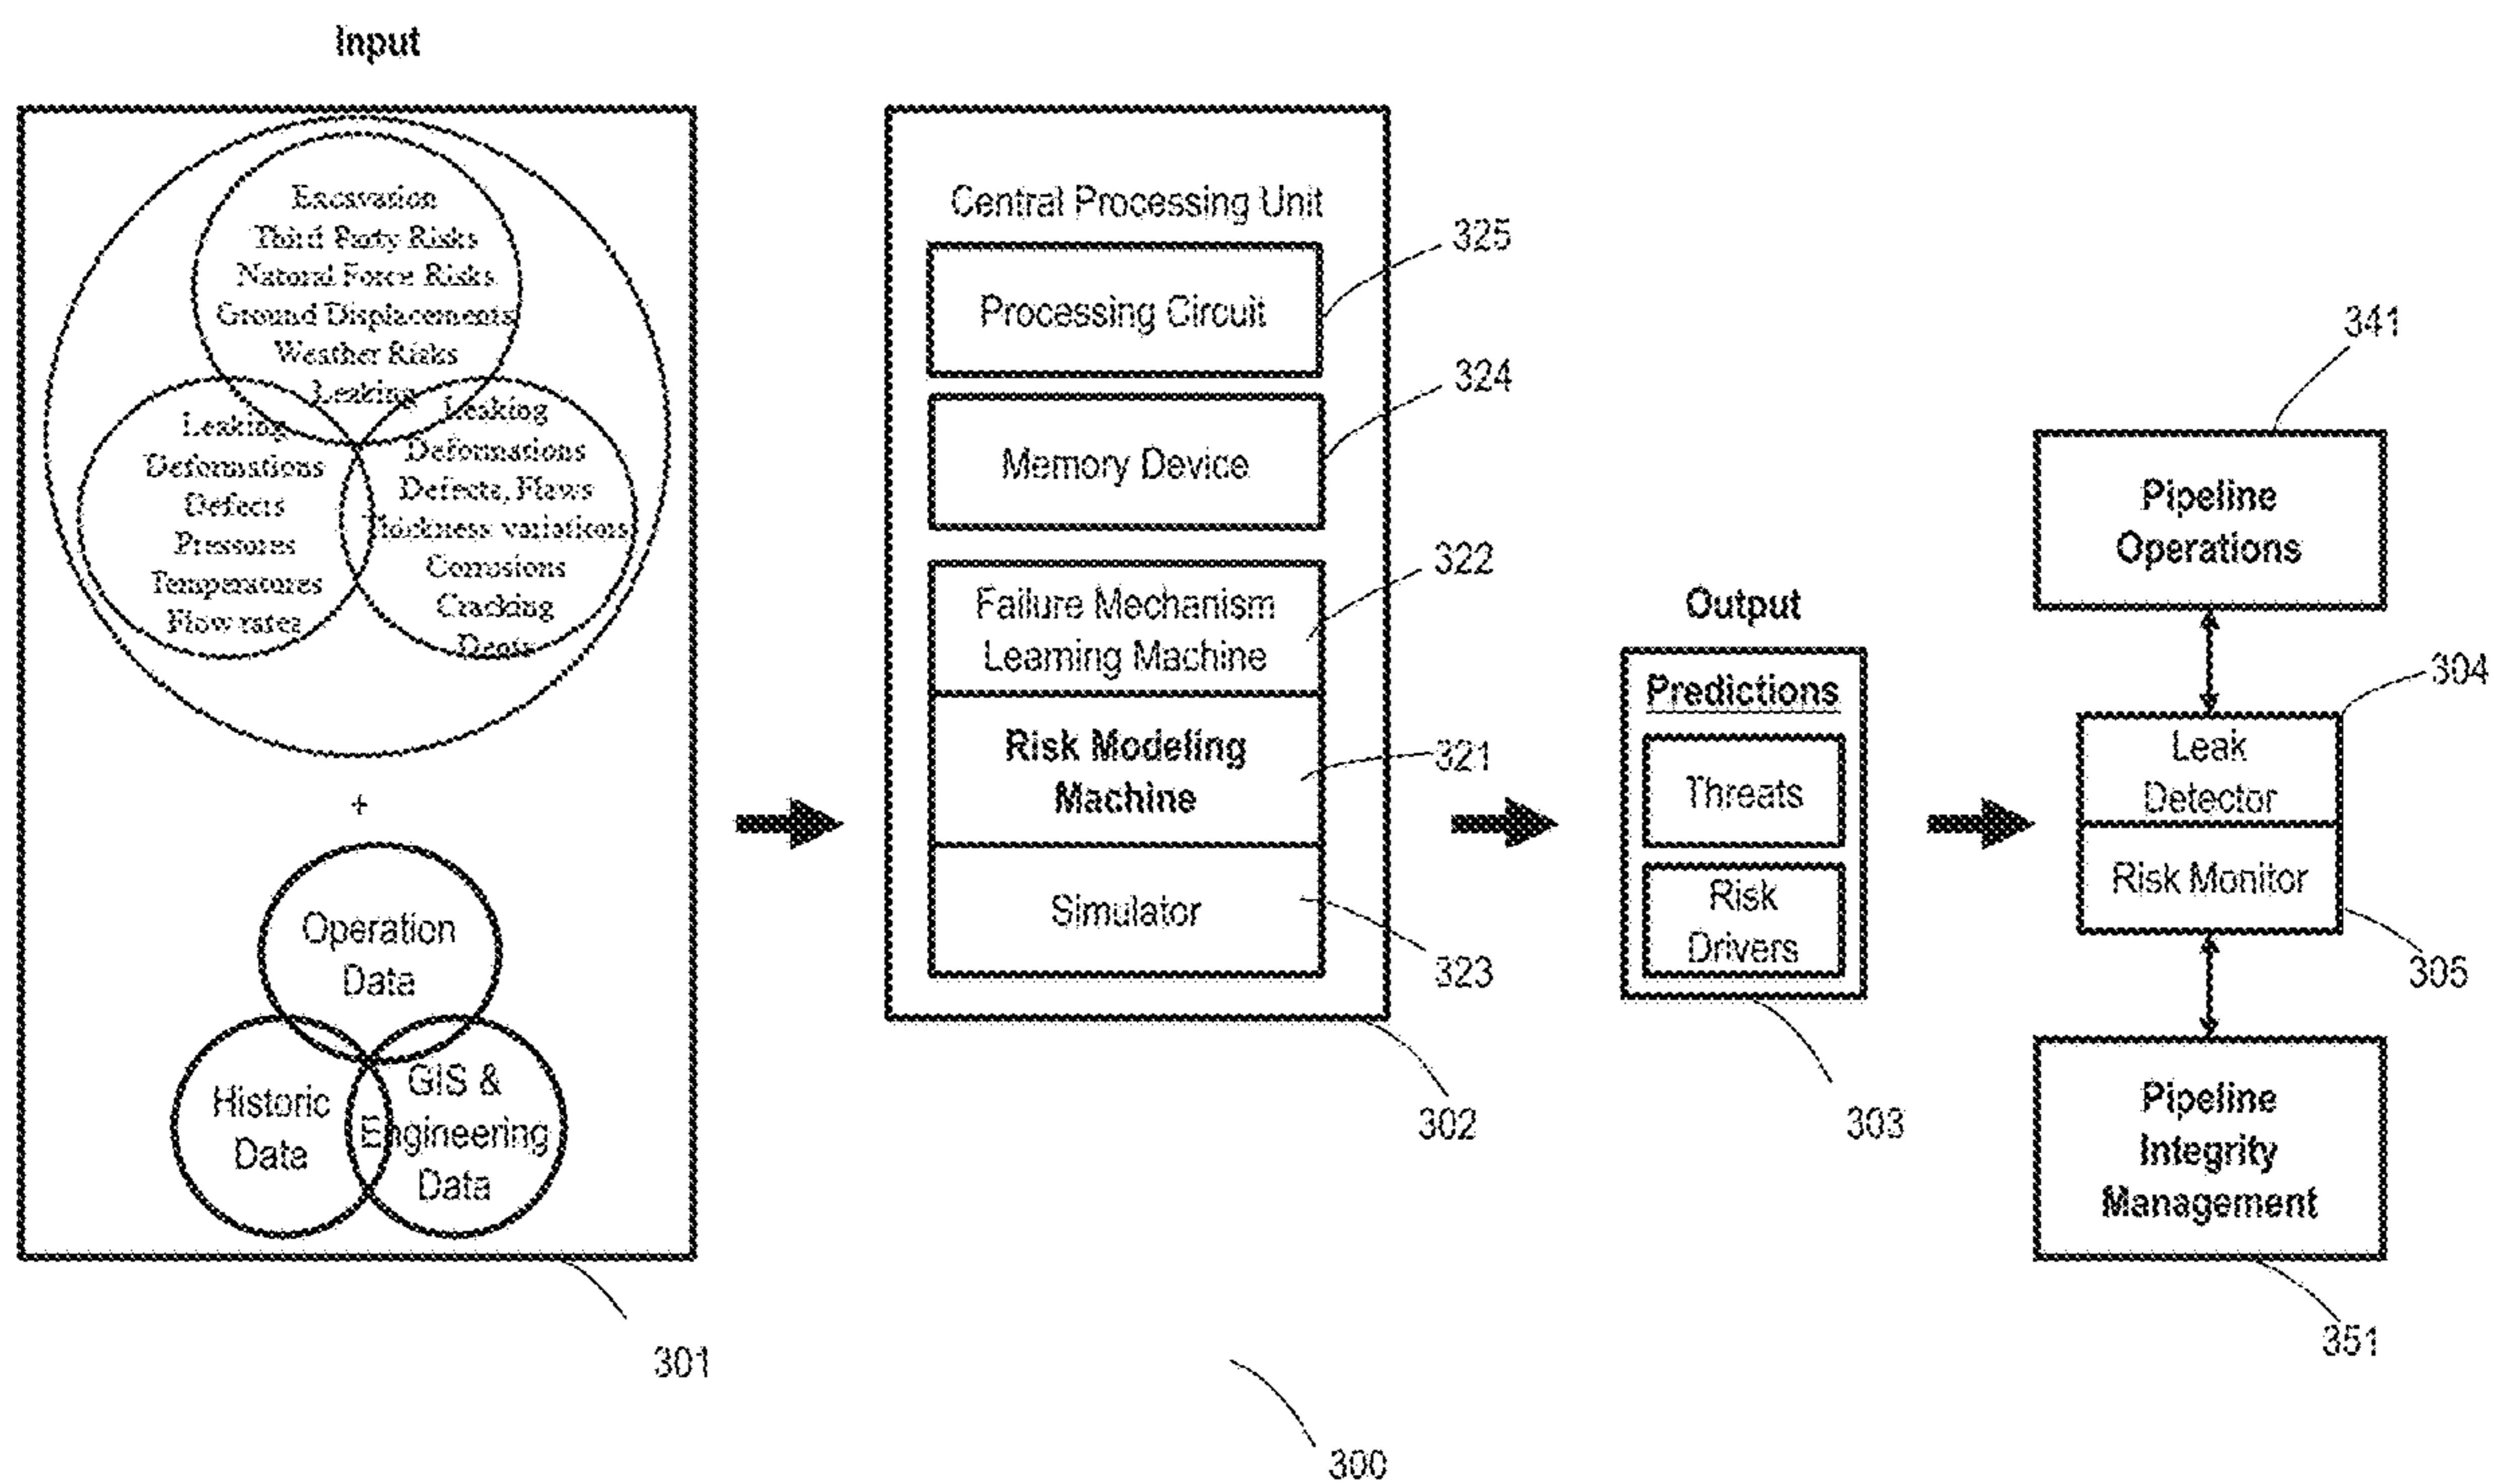 Input
Excavation
Third Party Risks
Natural Force Risks
Ground Displacements
Weather Risks
Leaking
Leaking
Deformations
Defects
Pressures
Temperatures
Flow rates
Leaking
Deformations
Defects, Flaws
Thickness variations
Corrosions
Cracking
Dents
+
Operation
Data
Historic
Date
GIS &
Engineering
Data
301
Central Processing Unit
Processing Circuit
325
Memory Device
324
Failure Mechanism
Learning Machine
322
Risk Modeling
Machine
321
Simulator
323
302
Output
Predictions
Threats
Risk
Drivers
303
341
Pipeline
Operations
304
Leak
Detector
Risk Monitor
305
Pipeline
Integrity
Management
351
300